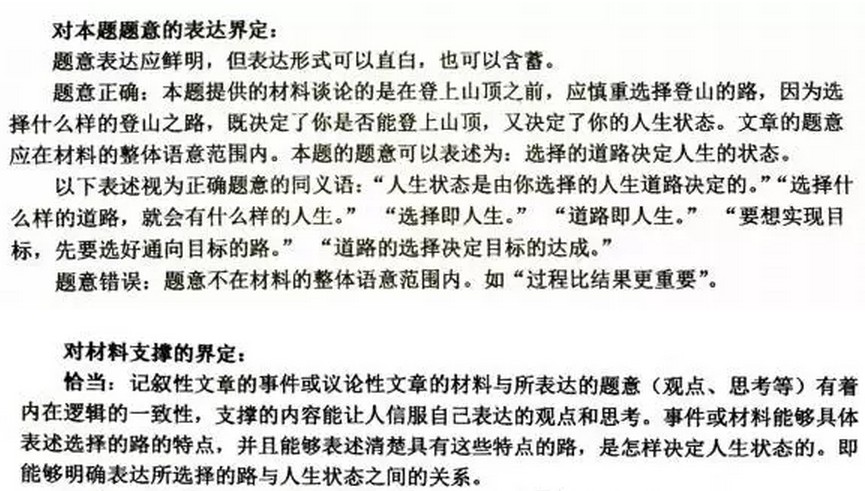 对本题题意的表达界定：
题意表达应鲜明，但表达形式可以直白，也可以含蓄。
题意正确：本题提供的材料谈论的是在登上山顶之前，应慎重选择登山的路，因为选
择什么样的登山之路，既决定了你是否能登上山顶，又决定了你的人生状态。文章的题意
应在材料的整体语意范围内。本题的题意可以表述为：选择的道路决定人生的状态。
以下表述视为正确题意的同义语：“人生状态是由你选择的人生道路决定的。”“选择什
么样的道路，就会有什么样的人生。” “选择即人生。” “道路即人生。” “要想实现目
标，先要选好通向目标的路。” “道路的选择决定目标的达成。”
题意错误：题意不在材料的整体语意范围内。如“过程比结果更重要”。
对材料支撑的界定：
恰当：记叙性文章的事件或议论性文章的材料与所表达的题意（观点、思考等）有着
内在逻辑的一致性，支撑的内容能让人信服自己表达的观点和思考。事件或材料能够具体
表述选择的路的特点，并且能够表述清楚具有这些特点的路，是怎样决定人生状态的。即
能够明确表达所选择的路与人生状态之间的关系。